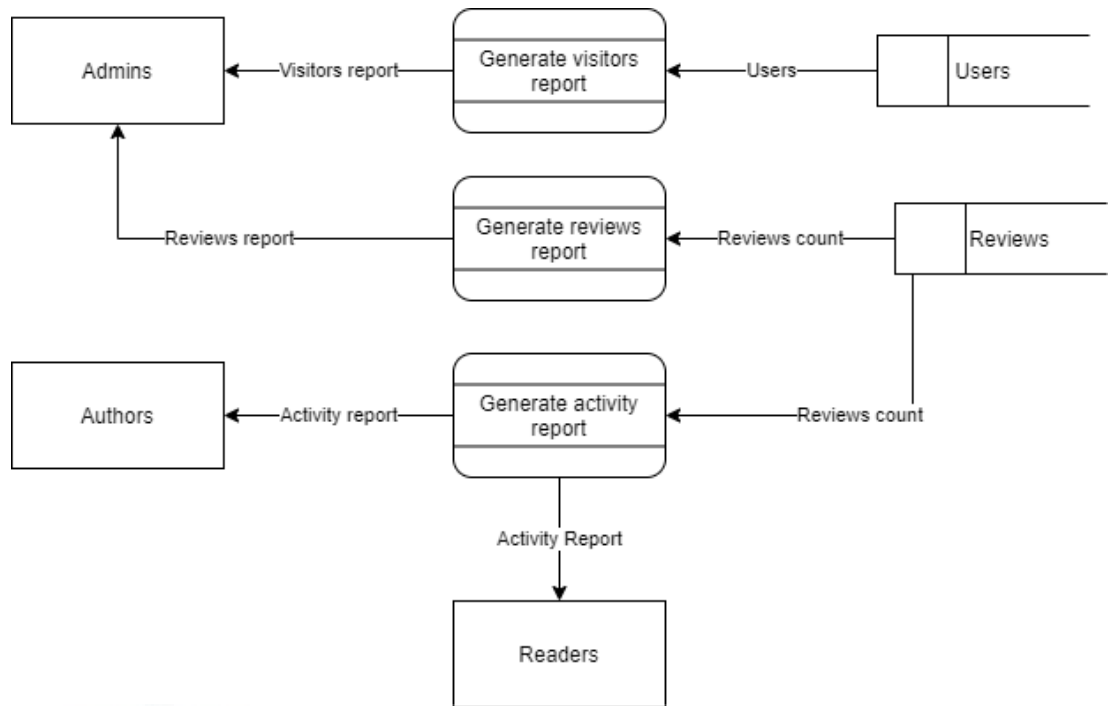 Admins
Visitors report
Generate visitors
report
Users
Users
Reviews report
Generate reviews
report
Reviews count
Reviews
Authors
Activity report
Generate activity
report
Reviews count
Activity Report
Readers